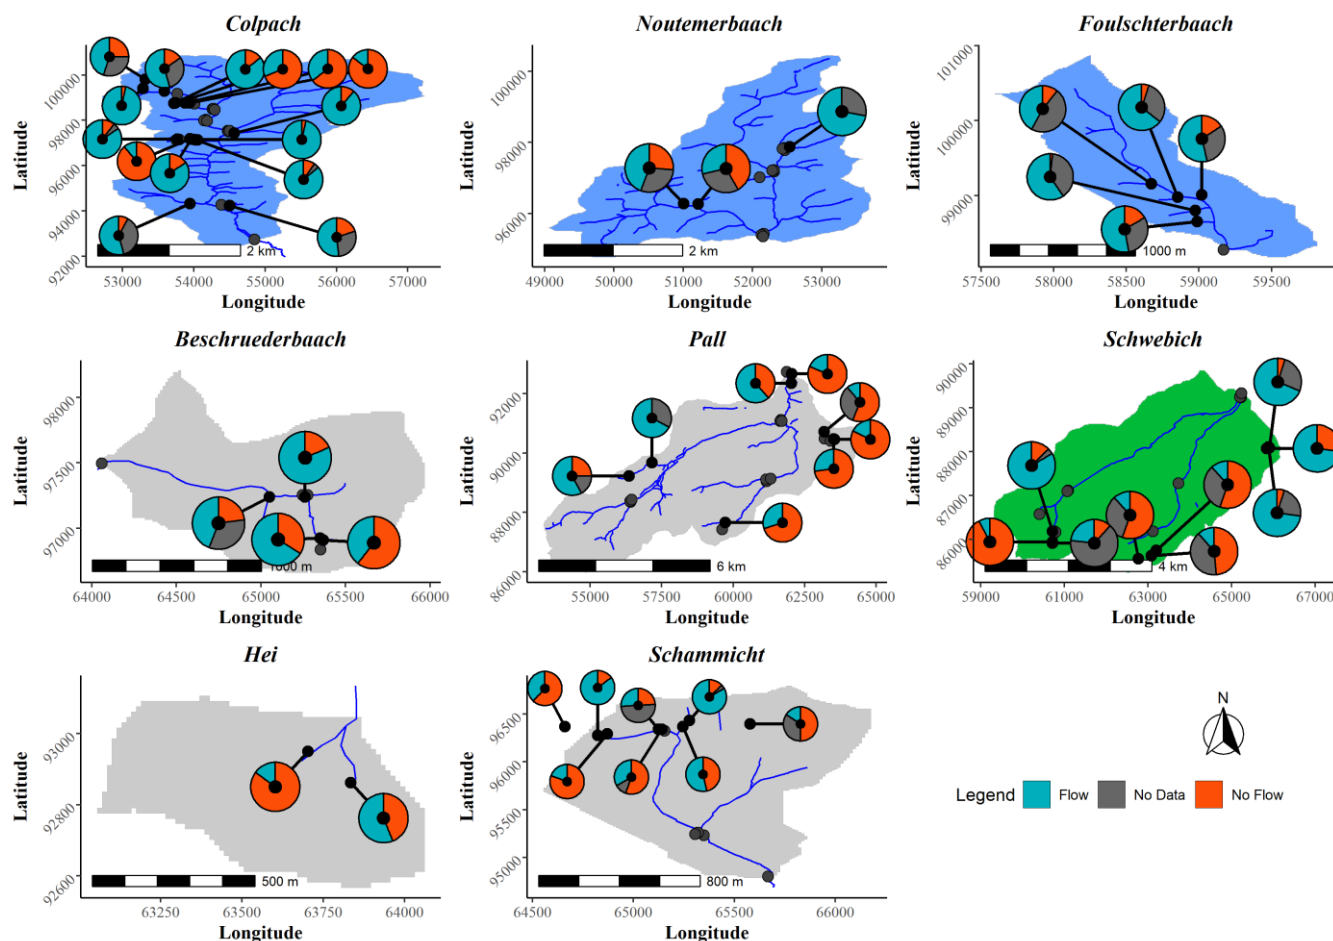 Colpach
Latitude
100000
98000
96000
94000
92000
2 km
53000 54000 55000 56000 57000
Longitude
Noutemerbaach
Latitude
100000
98000
96000
2 km
49000 50000 51000 52000 53000
Longitude
Foulschterbaach
Latitude
101000
100000
99000
1000 m
57500 58000 58500 59000 59500
Longitude
Beschruederbaach
Latitude
98000
97500
97000
1000 m
64000 64500 65000 65500 66000
Longitude
Pall
Latitude
92000
90000
88000
86000
6 km
55000 57500 60000 62500 65000
Longitude
Schwebich
Latitude
90000
89000
88000
87000
86000
4 km
59000 61000 63000 65000 67000
Longitude
Hei
Latitude
93000
92800
92600
500 m
63250 63500 63750 64000
Longitude
Schammicht
Latitude
96500
96000
95500
95000
800 m
64500 65000 65500 66000
Longitude
N
Legend Flow No Data No Flow